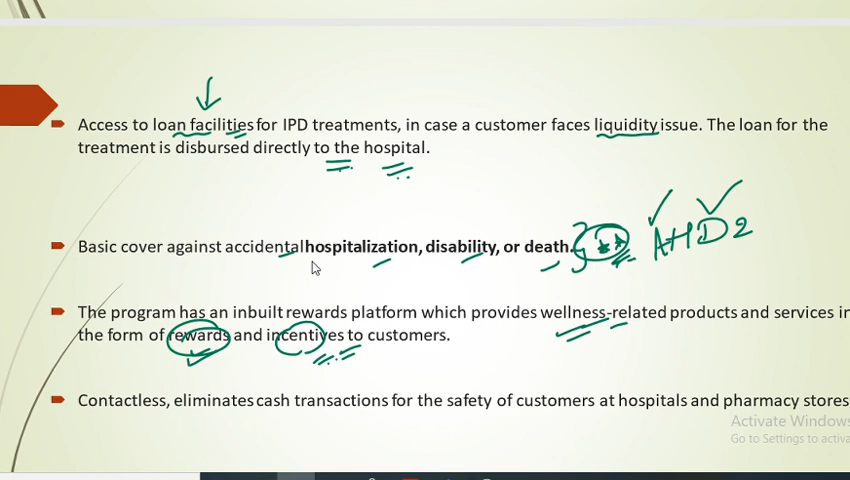 Access to loan facilities for IPD treatments, in case a customer faces liquidity issue. The loan for the
treatment is disbursed directly to the hospital.
Basic cover against accidental hospitalization, disability, or death.
AHD2
The program has an inbuilt rewards platform which provides wellness-related products and services in
the form of rewards and incentives to customers.
Contactless, eliminates cash transactions for the safety of customers at hospitals and pharmacy stores
Activate Windows
Go to Settings to activa